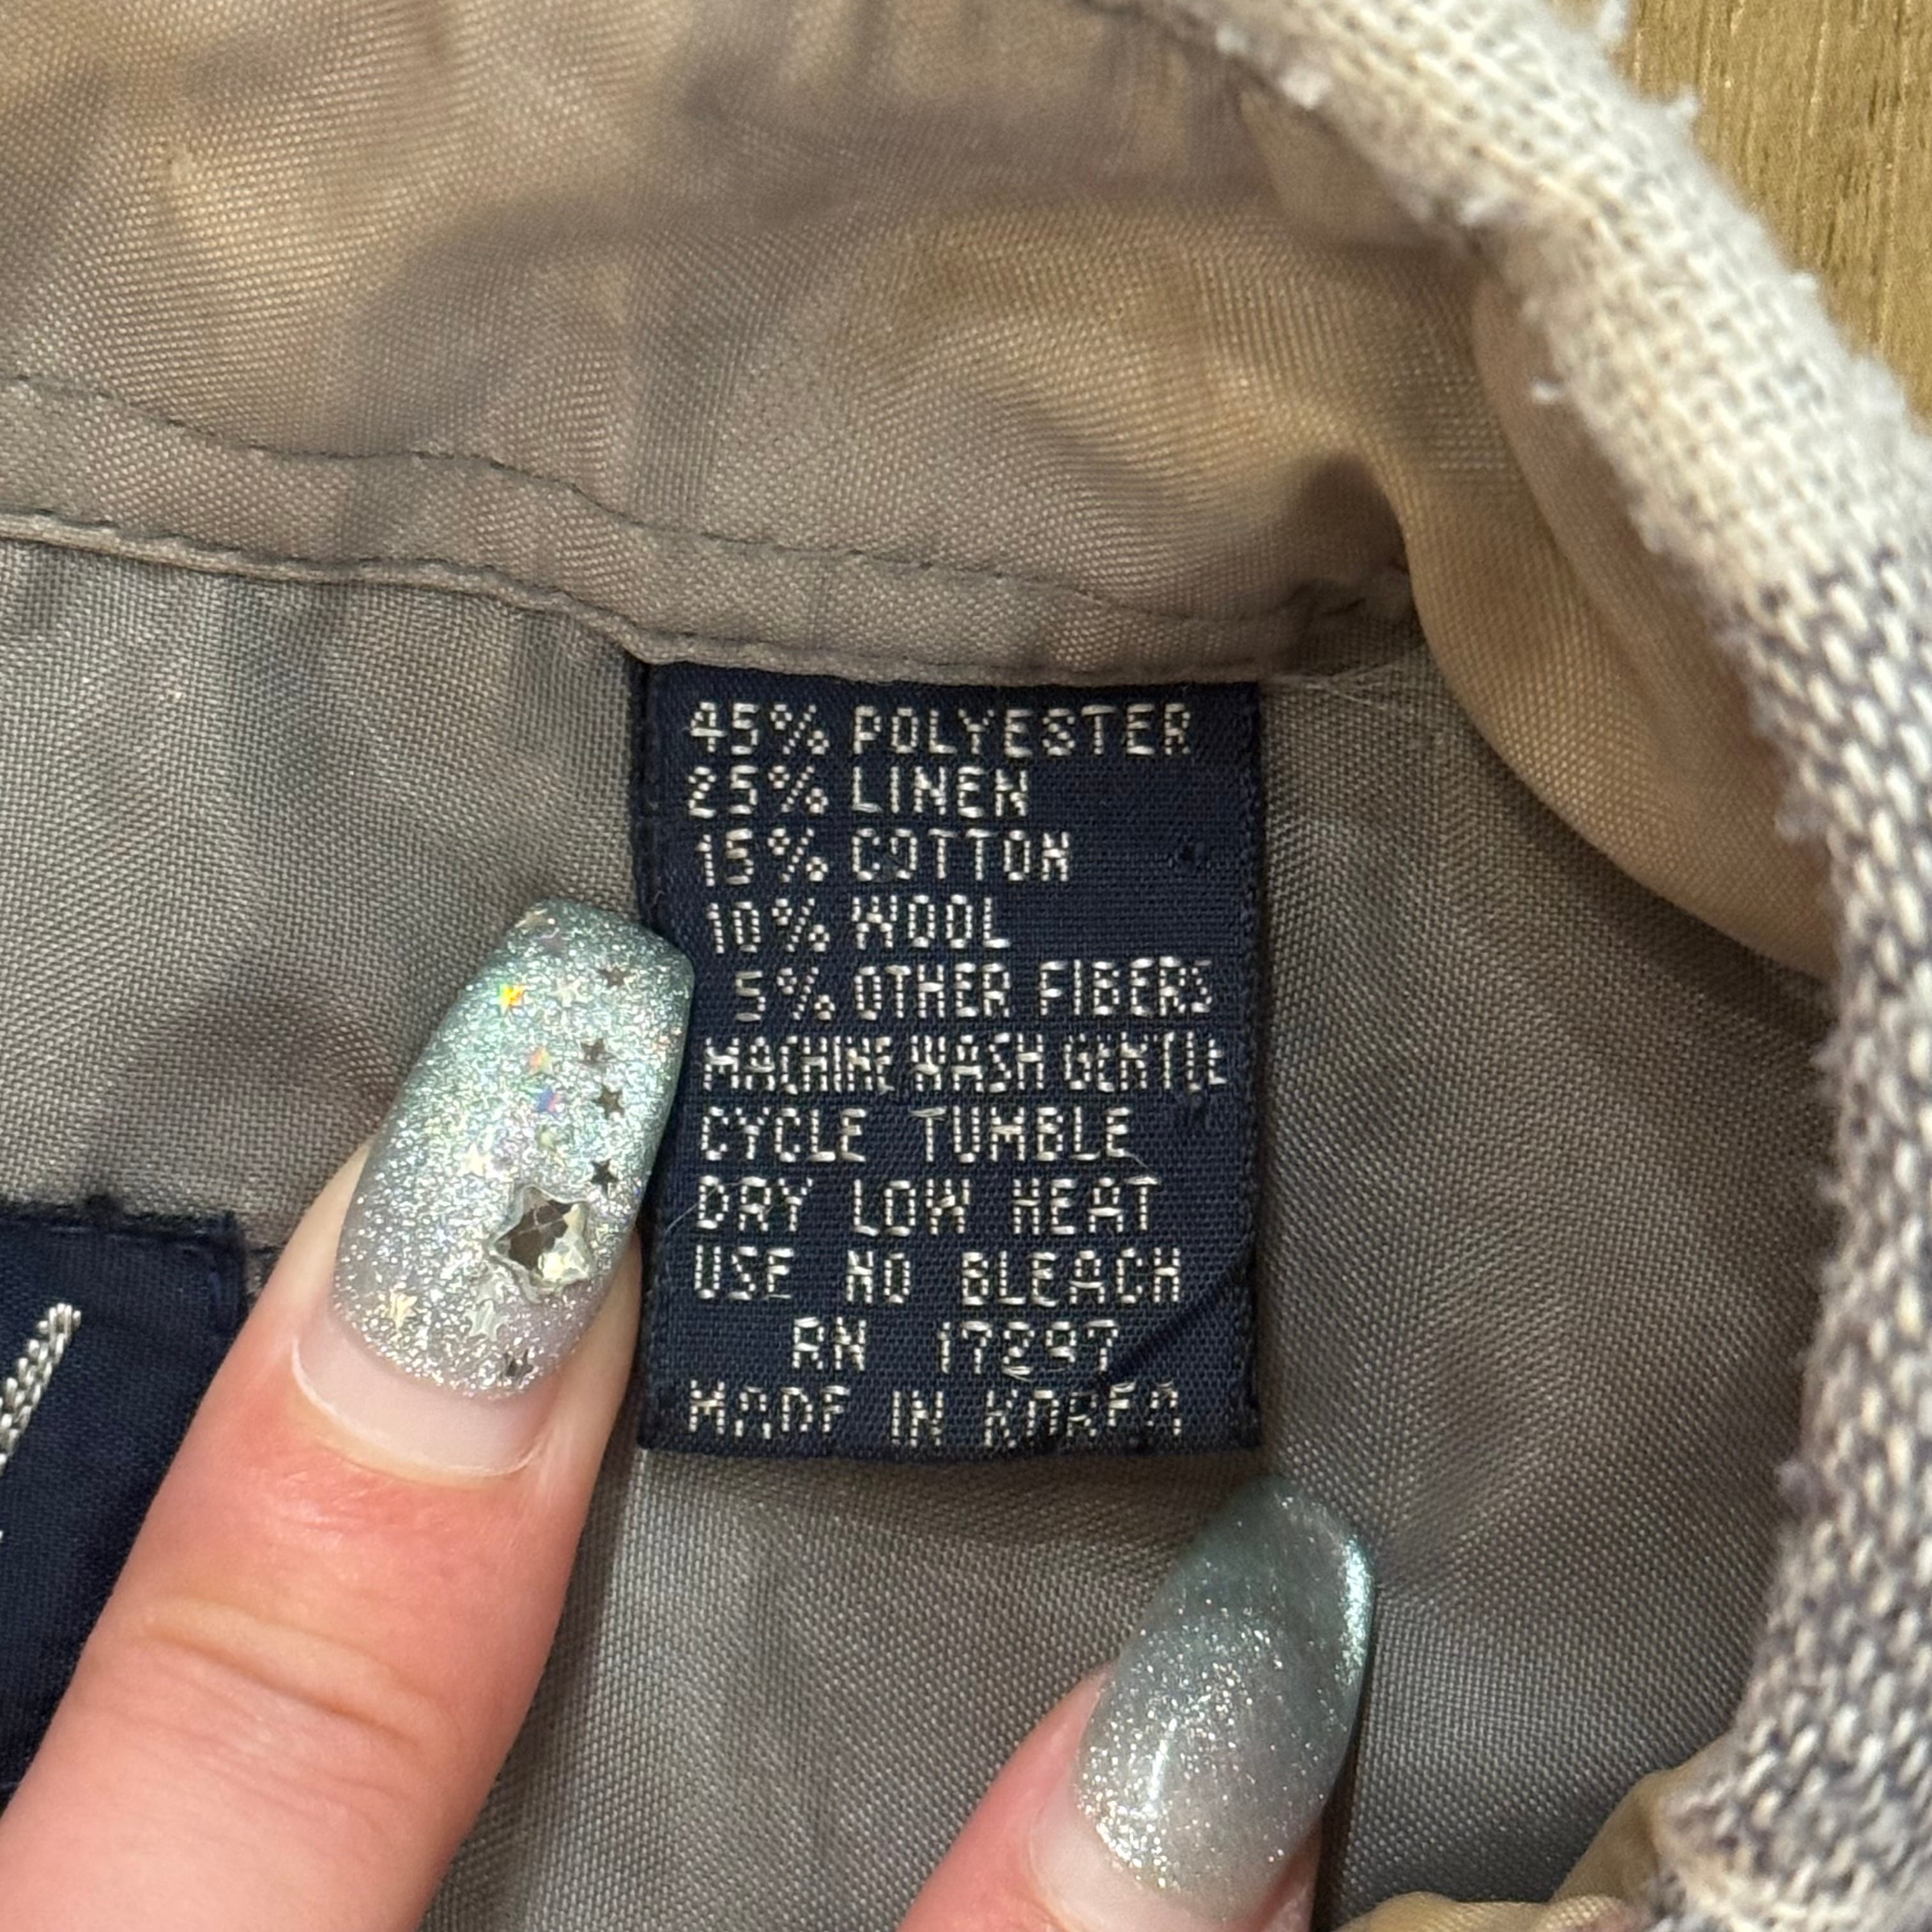 45% POLYESTER
25% LINEN
15% COTTON
10% WOOL
5% OTHER FIBERS
MACHINE WASH GENTLE
CYCLE TUMBLE
DRY LOW HEAT
USE NO BLEACH
RN 17297
MADE IN KOREA